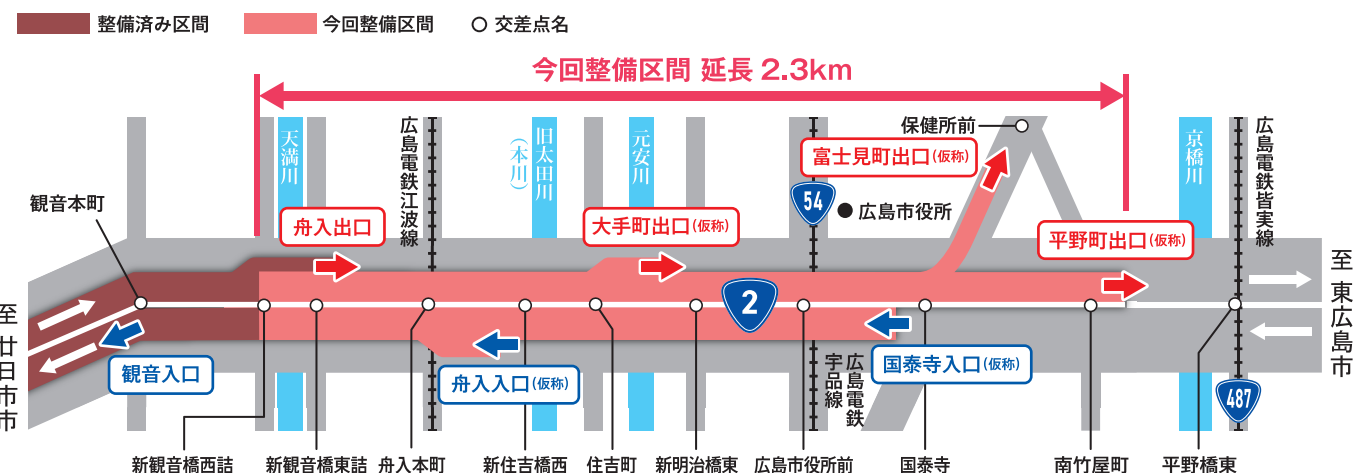 整備済み区間
今回整備区間
交差点名
今回整備区間 延長 2.3km
保健所前
天満川
広島電鉄江波線
旧太田川
(本川)
元安川
富士見町出口(仮称)
京橋川
広島電鉄皆実線
54
広島市役所
観音本町
舟入出口
大手町出口(仮称)
平野町出口(仮称)
至 東広島市
至 廿日市市
2
観音入口
舟入入口(仮称)
広島電鉄
宇品線
国泰寺入口(仮称)
487
新観音橋西詰
新観音橋東詰
舟入本町
新住吉橋西
住吉町
新明治橋東
広島市役所前
国泰寺
南竹屋町
平野橋東